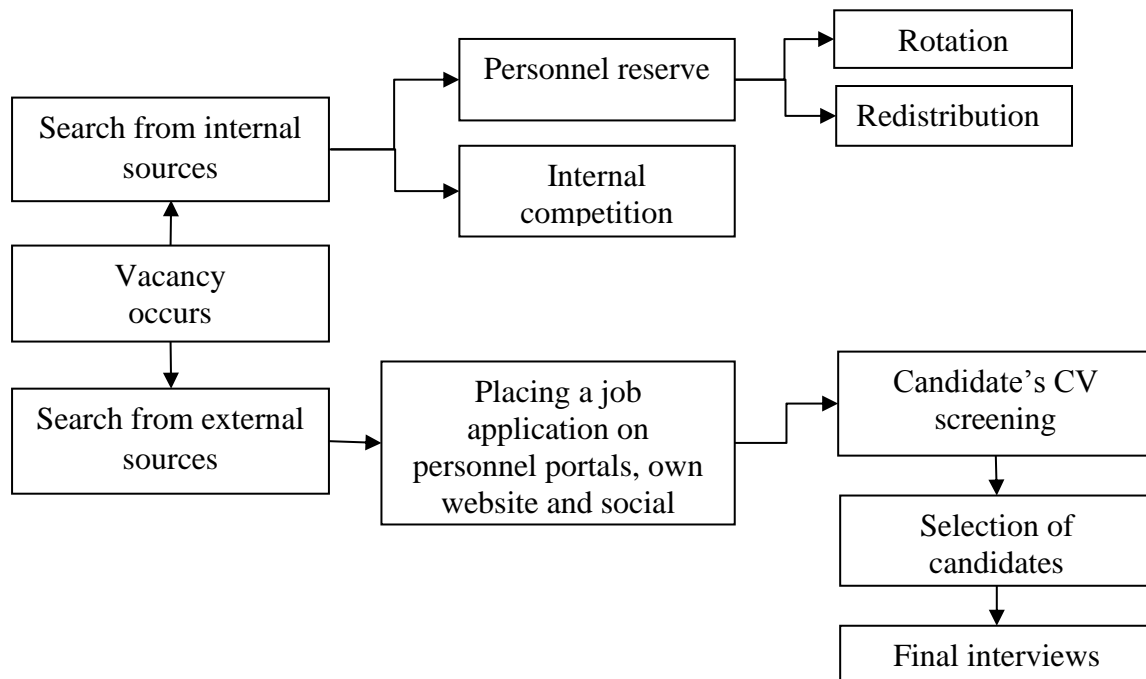 Rotation
Personnel reserve
Redistribution
Search from internal
sources
Internal
competition
Vacancy
occurs
Search from external
sources
Placing a job
application on
personnel portals, own
website and social
Candidate’s CV
screening
Selection of
candidates
Final interviews